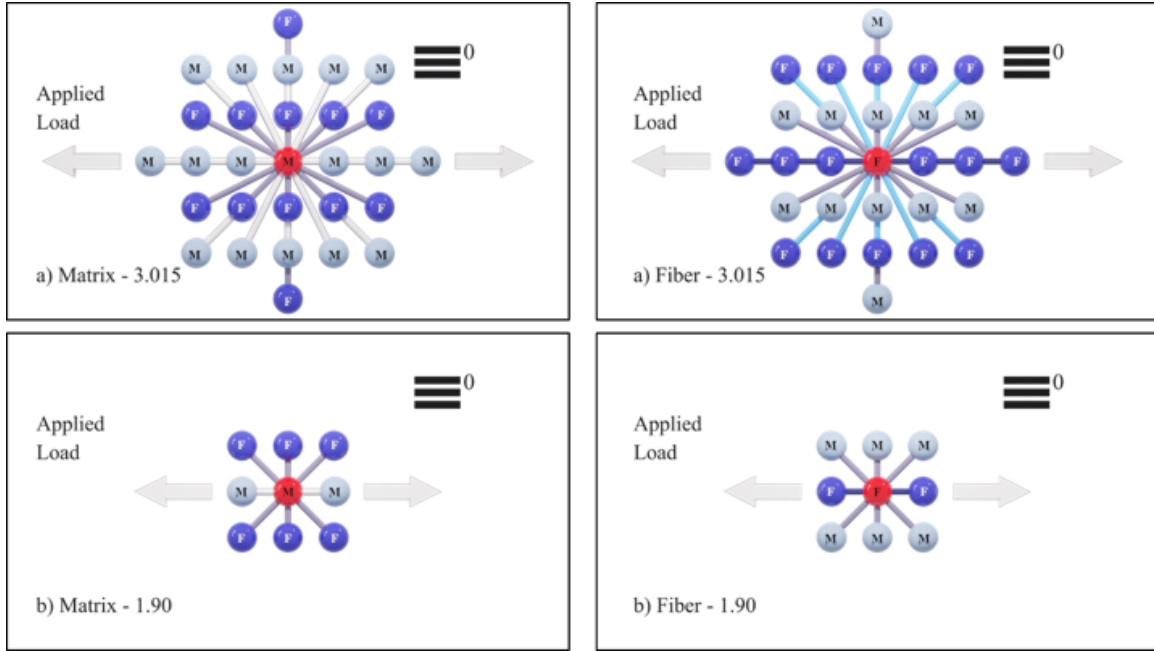 F
0
M M M M M
Applied
Load
F F F F F
M M M M M M M
F F F F F
M M M M M
a) Matrix - 3.015
F
M
0
F F F F F
Applied
Load
M M M M M
F F F F F F F
M M M M M
F F F F F
a) Fiber - 3.015
M
0
Applied
Load
F F F
M M M
F F F
b) Matrix - 1.90
0
Applied
Load
M M M
F F F
M M M
b) Fiber - 1.90